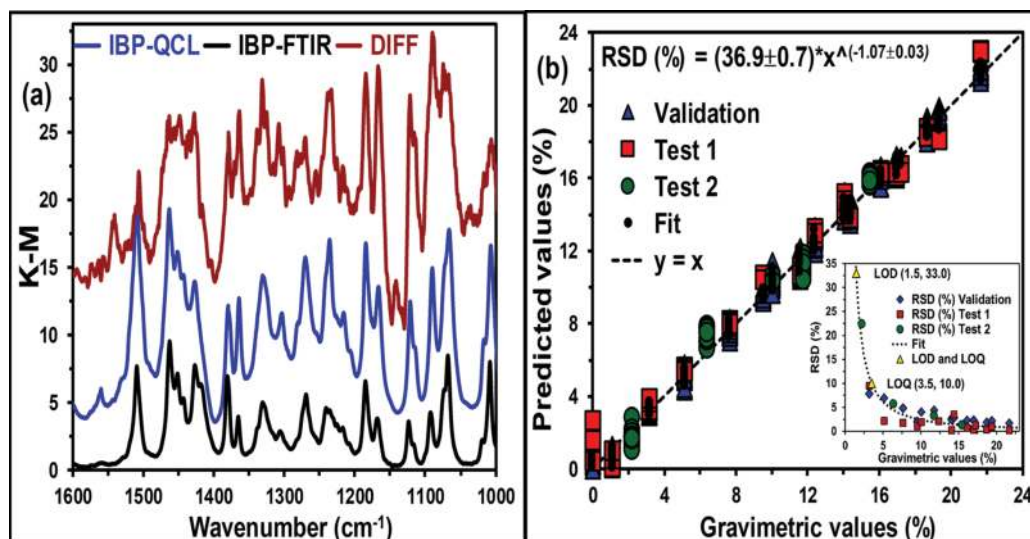 IBP-QCL IBP-FTIR DIFF
(a)
30
25
20
15
10
5
0
K-M
1600 1500 1400 1300 1200 1100 1000
Wavenumber (cm-1)
(b) RSD (%) = (36.9±0.7)*x^(-1.07±0.03)
Validation
Test 1
Test 2
Fit
y = x
24
20
16
12
8
4
0
Predicted values (%)
0 4 8 12 16 20 24
Gravimetric values (%)
LOD (1.5, 33.0)
RSD (%) Validation
RSD (%) Test 1
RSD (%) Test 2
Fit
LOD and LOQ
LOQ (3.5, 10.0)
35
30
25
20
15
10
5
0
RSD (%)
0 5 10 15 20
Gravimetric values (%)